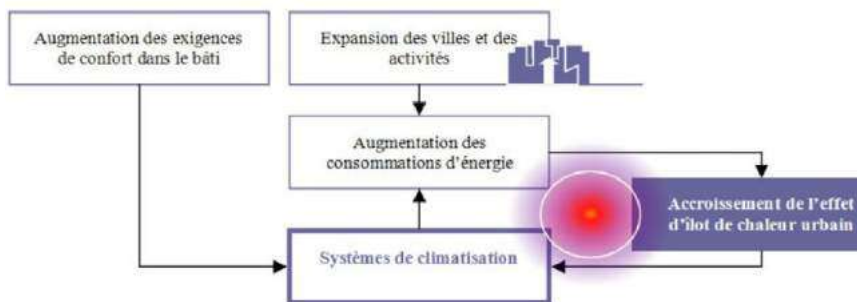 Augmentation des exigences
de confort dans le bâti
Expansion des villes et des
activités
Augmentation des
consommations d'énergie
Accroissement de l'effet
d'îlot de chaleur urbain
Systèmes de climatisation